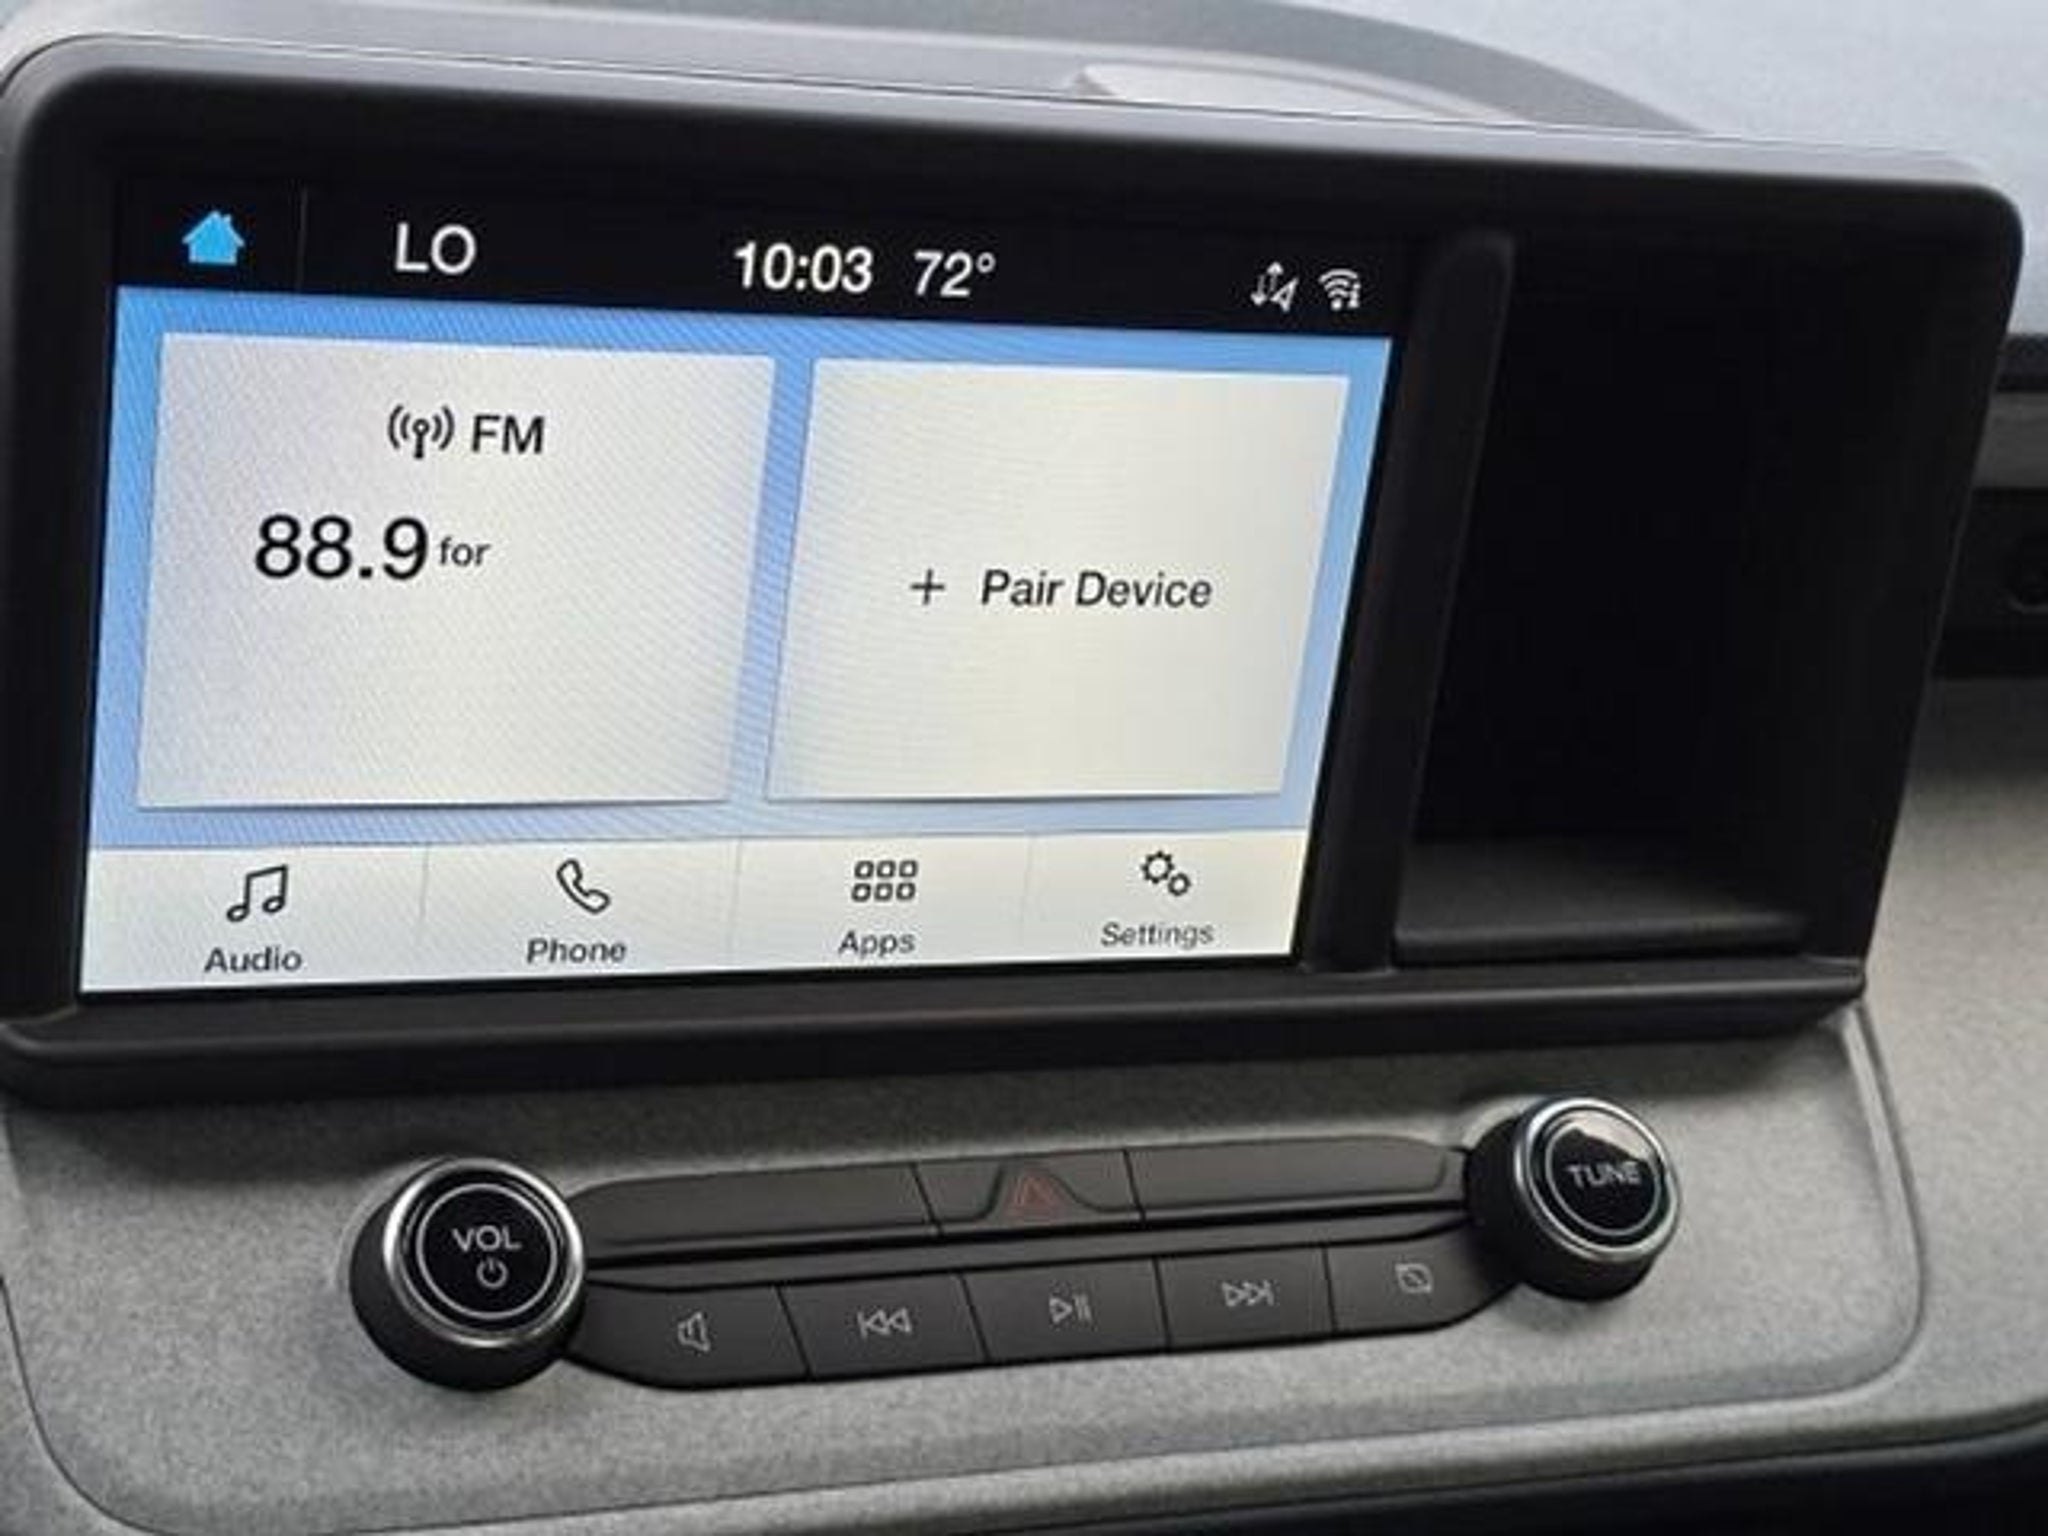 LO 10:03 72°
FM
88.9 for
+ Pair Device
Audio Phone Apps Settings
VOL
TUNE